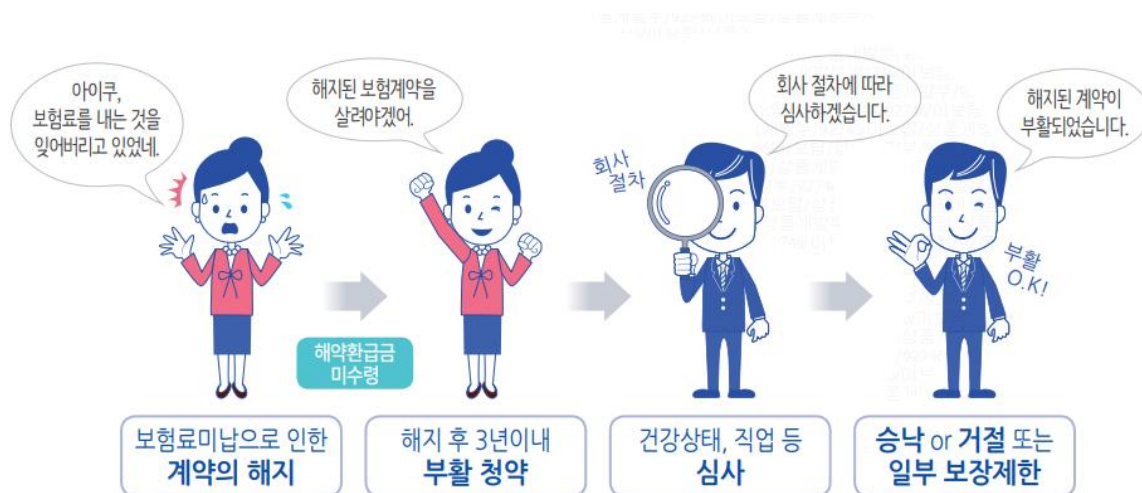 아이쿠,
보험료를 내는 것을
잊어버리고 있었네.
해지된 보험계약을
살려야겠어.
회사 절차에 따라
심사하겠습니다.
해지된 계약이
부활되었습니다.
회사
절차
부활
O.K!
해약환급금
미수령
보험료미납으로 인한
계약의 해지
해지 후 3년이내
부활 청약
건강상태, 직업 등
심사
승낙 or 거절 또는
일부 보장제한